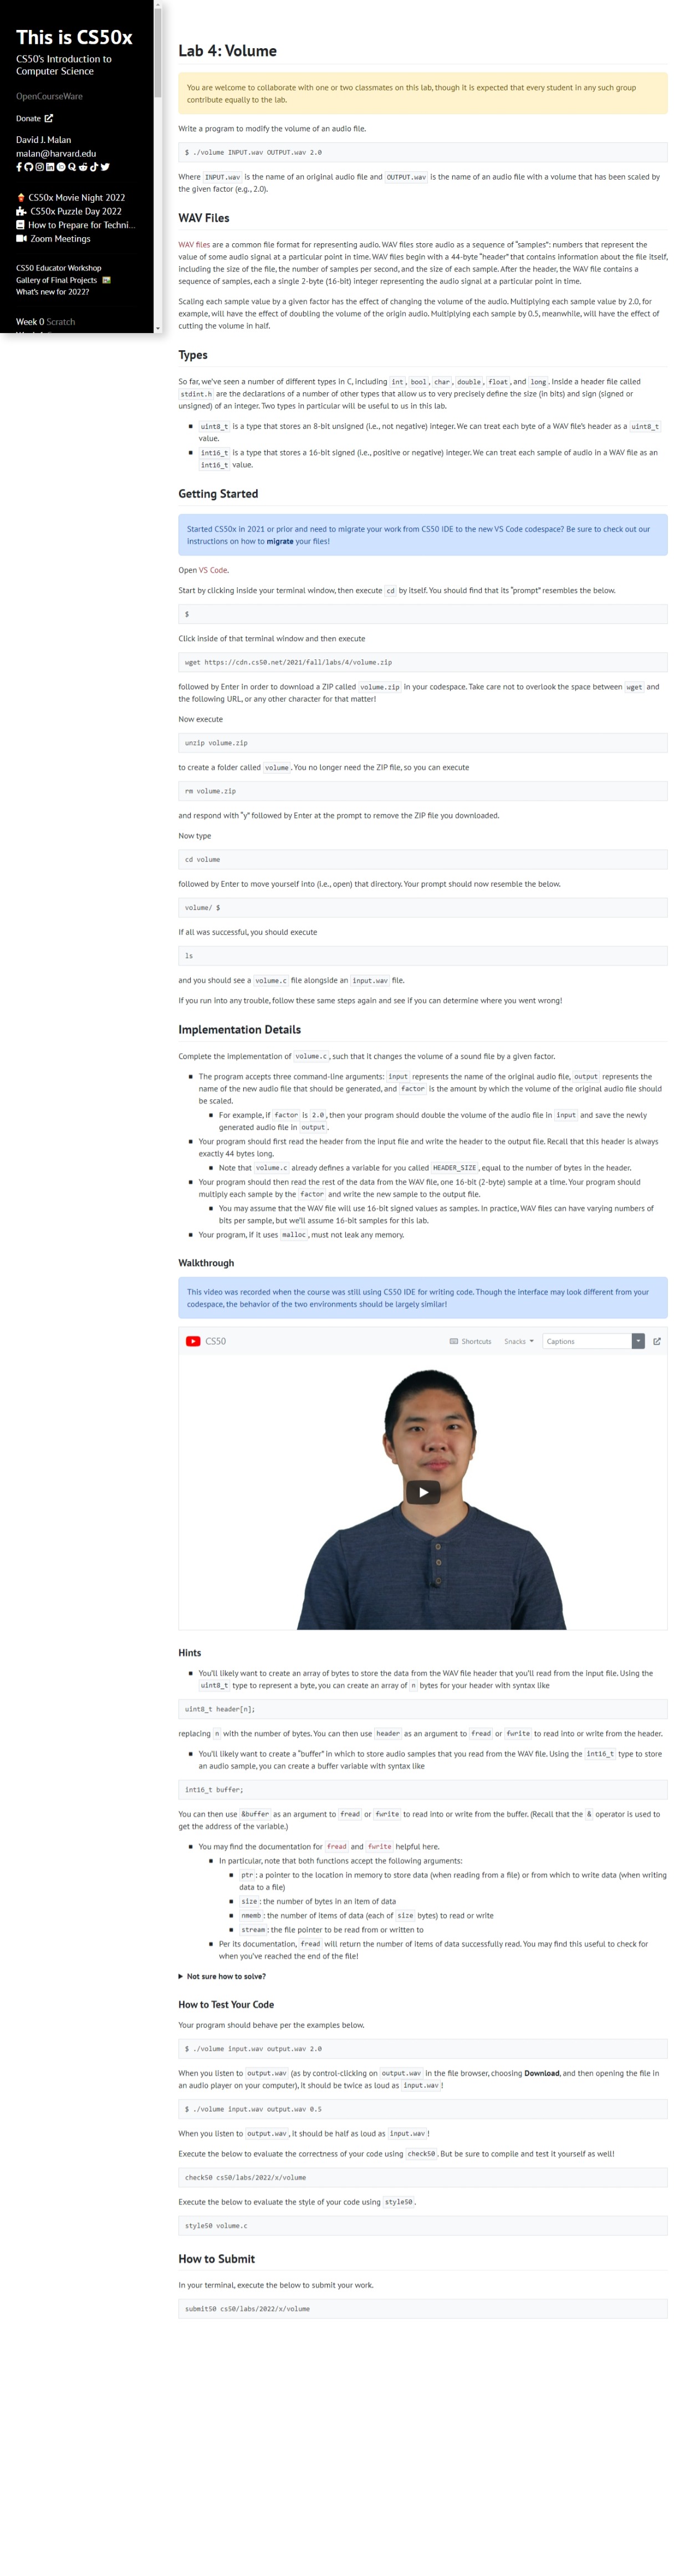 This is CS50x
CS50's Introduction to
Computer Science
OpenCourseWare
Donate
David J. Malan
malan@harvard.edu
CS50x Movie Night 2022
CS50x Puzzle Day 2022
How to Prepare for Techni…
Zoom Meetings
CS50 Educator Workshop
Gallery of Final Projects
What's new for 2022?
Week 0 Scratch
Lab 4: Volume
You are welcome to collaborate with one or two classmates on this lab, though it is expected that every student in any such group
contribute equally to the lab.
Write a program to modify the volume of an audio file.
$ ./volume INPUT.wav OUTPUT.wav 2.0
Where INPUT.wav is the name of an original audio file and OUTPUT.wav is the name of an audio file with a volume that has been scaled by
the given factor (e.g., 2.0).
WAV Files
WAV files are a common file format for representing audio. WAV files store audio as a sequence of "samples": numbers that represent the
value of some audio signal at a particular point in time. WAV files begin with a 44-byte "header" that contains information about the file itself,
including the size of the file, the number of samples per second, and the size of each sample. After the header, the WAV file contains a
sequence of samples, each a single 2-byte (16-bit) integer representing the audio signal at a particular point in time.
Scaling each sample value by a given factor has the effect of changing the volume of the audio. Multiplying each sample value by 2.0, for
example, will have the effect of doubling the volume of the origin audio. Multiplying each sample by 0.5, meanwhile, will have the effect of
cutting the volume in half.
Types
So far, we've seen a number of different types in C, including int, bool, char, double, float, and long. Inside a header file called
stdint.h are the declarations of a number of other types that allow us to very precisely define the size (in bits) and sign (signed or
unsigned) of an integer. Two types in particular will be useful to us in this lab.
uint8_t is a type that stores an 8-bit unsigned (i.e., not negative) integer. We can treat each byte of a WAV file's header as a uint8_t
value.
int16_t is a type that stores a 16-bit signed (i.e., positive or negative) integer. We can treat each sample of audio in a WAV file as an
int16_t value.
Getting Started
Started CS50x in 2021 or prior and need to migrate your work from CS50 IDE to the new VS Code codespace? Be sure to check out our
instructions on how to migrate your files!
Open VS Code.
Start by clicking inside your terminal window, then execute cd by itself. You should find that its "prompt" resembles the below.
$
Click inside of that terminal window and then execute
wget https://cdn.cs50.net/2021/fall/labs/4/volume.zip
followed by Enter in order to download a ZIP called volume.zip in your codespace. Take care not to overlook the space between wget and
the following URL, or any other character for that matter!
Now execute
unzip volume.zip
to create a folder called volume. You no longer need the ZIP file, so you can execute
rm volume.zip
and respond with "y" followed by Enter at the prompt to remove the ZIP file you downloaded.
Now type
cd volume
followed by Enter to move yourself into (i.e., open) that directory. Your prompt should now resemble the below.
volume/ $
If all was successful, you should execute
ls
and you should see a volume.c file alongside an input.wav file.
If you run into any trouble, follow these same steps again and see if you can determine where you went wrong!
Implementation Details
Complete the implementation of volume.c, such that it changes the volume of a sound file by a given factor.
The program accepts three command-line arguments: input represents the name of the original audio file, output represents the
name of the new audio file that should be generated, and factor is the amount by which the volume of the original audio file should
be scaled.
For example, if factor is 2.0, then your program should double the volume of the audio file in input and save the newly
generated audio file in output.
Your program should first read the header from the input file and write the header to the output file. Recall that this header is always
exactly 44 bytes long.
Note that volume.c already defines a variable for you called HEADER_SIZE, equal to the number of bytes in the header.
Your program should then read the rest of the data from the WAV file, one 16-bit (2-byte) sample at a time. Your program should
multiply each sample by the factor and write the new sample to the output file.
You may assume that the WAV file will use 16-bit signed values as samples. In practice, WAV files can have varying numbers of
bits per sample, but we'll assume 16-bit samples for this lab.
Your program, if it uses malloc, must not leak any memory.
Walkthrough
This video was recorded when the course was still using CS50 IDE for writing code. Though the interface may look different from your
codespace, the behavior of the two environments should be largely similar!
CS50
Shortcuts
Snacks
Captions
Hints
You'll likely want to create an array of bytes to store the data from the WAV file header that you'll read from the input file. Using the
uint8_t type to represent a byte, you can create an array of n bytes for your header with syntax like
uint8_t header[n];
replacing n with the number of bytes. You can then use header as an argument to fread or fwrite to read into or write from the header.
You'll likely want to create a "buffer" in which to store audio samples that you read from the WAV file. Using the int16_t type to store
an audio sample, you can create a buffer variable with syntax like
int16_t buffer;
You can then use &buffer as an argument to fread or fwrite to read into or write from the buffer. (Recall that the & operator is used to
get the address of the variable.)
You may find the documentation for fread and fwrite helpful here.
In particular, note that both functions accept the following arguments:
ptr: a pointer to the location in memory to store data (when reading from a file) or from which to write data (when writing
data to a file)
size: the number of bytes in an item of data
nmemb: the number of items of data (each of size bytes) to read or write
stream: the file pointer to be read from or written to
Per its documentation, fread will return the number of items of data successfully read. You may find this useful to check for
when you've reached the end of the file!
Not sure how to solve?
How to Test Your Code
Your program should behave per the examples below.
$ ./volume input.wav output.wav 2.0
When you listen to output.wav (as by control-clicking on output.wav in the file browser, choosing Download, and then opening the file in
an audio player on your computer), it should be twice as loud as input.wav!
$ ./volume input.wav output.wav 0.5
When you listen to output.wav, it should be half as loud as input.wav!
Execute the below to evaluate the correctness of your code using check50. But be sure to compile and test it yourself as well!
check50 cs50/labs/2022/x/volume
Execute the below to evaluate the style of your code using style50.
style50 volume.c
How to Submit
In your terminal, execute the below to submit your work.
submit50 cs50/labs/2022/x/volume